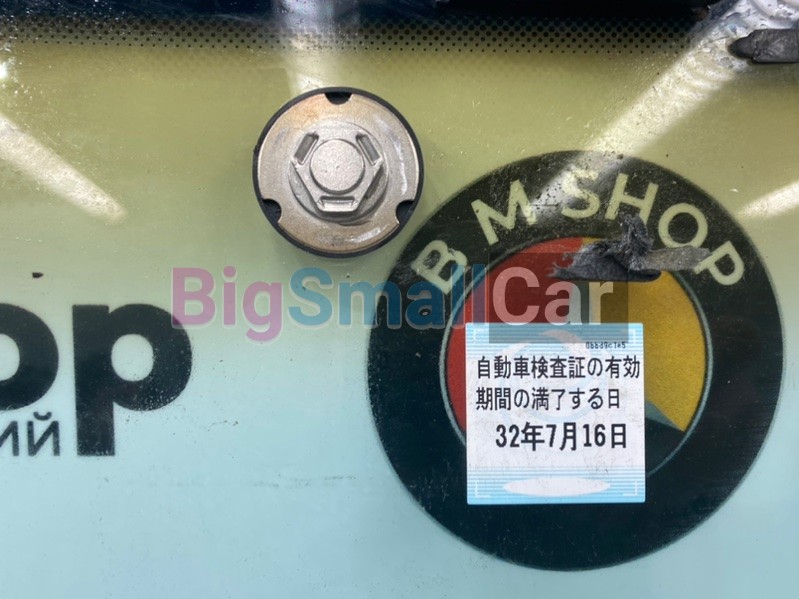 B M SHOP
BigSmallCar
op
ий
自動車検査証の有効
期間の満了する日
32年7月16日